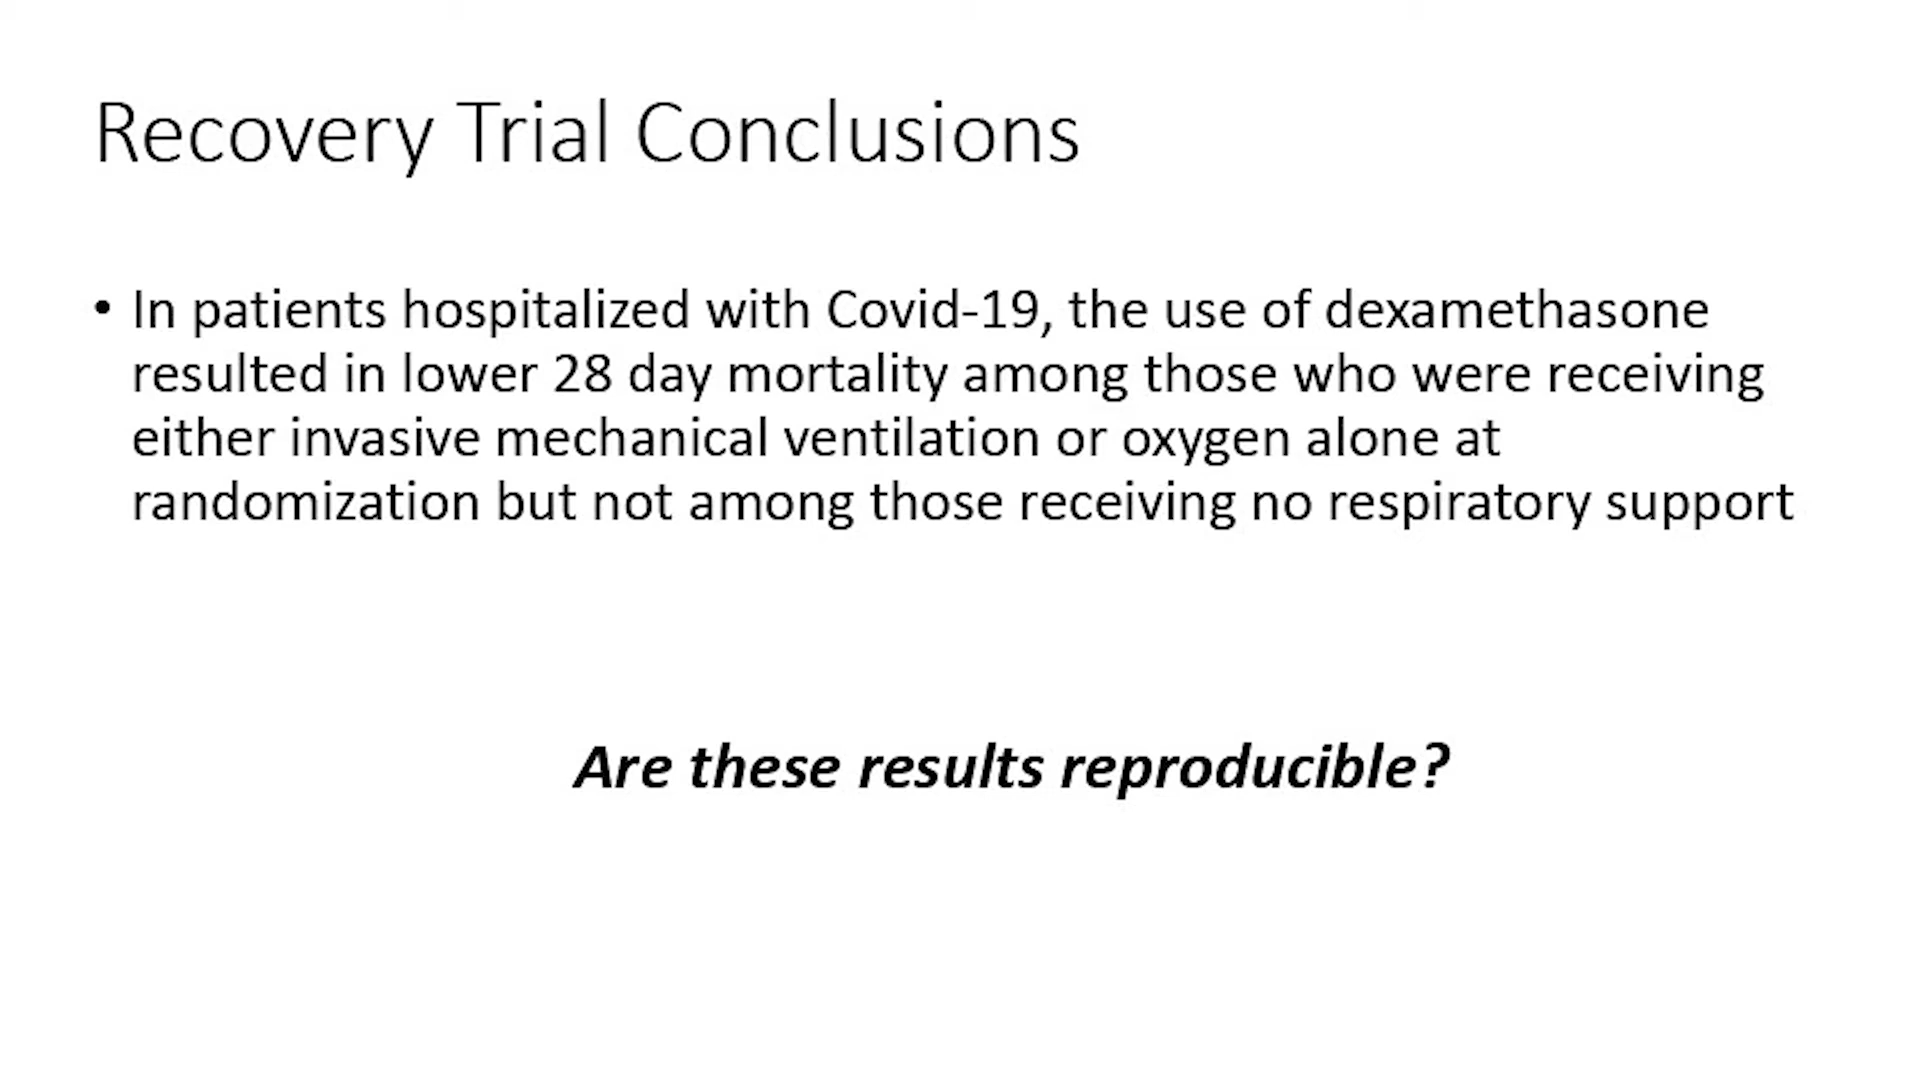 Recovery Trial Conclusions
• In patients hospitalized with Covid-19, the use of dexamethasone
resulted in lower 28 day mortality among those who were receiving
either invasive mechanical ventilation or oxygen alone at
randomization but not among those receiving no respiratory support
Are these results reproducible?